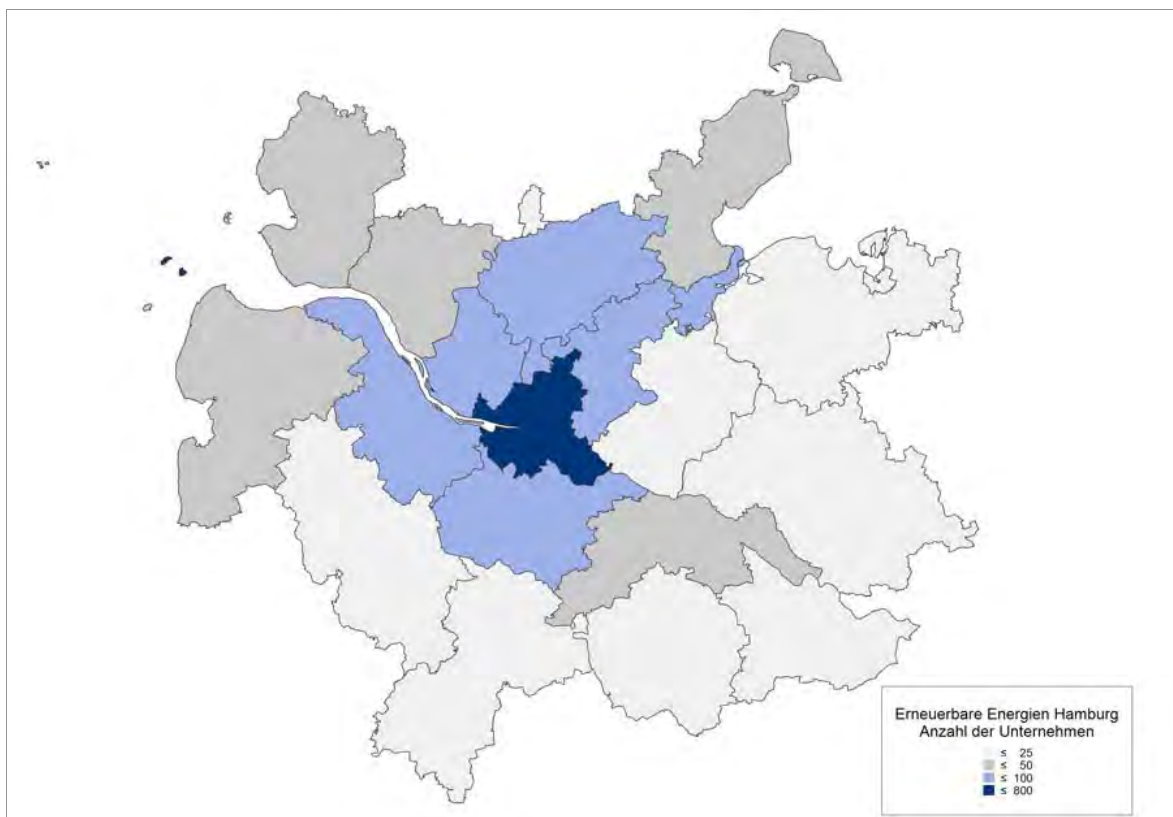 Erneuerbare Energien Hamburg
Anzahl der Unternehmen
≤ 25
≤ 50
≤ 100
≤ 800